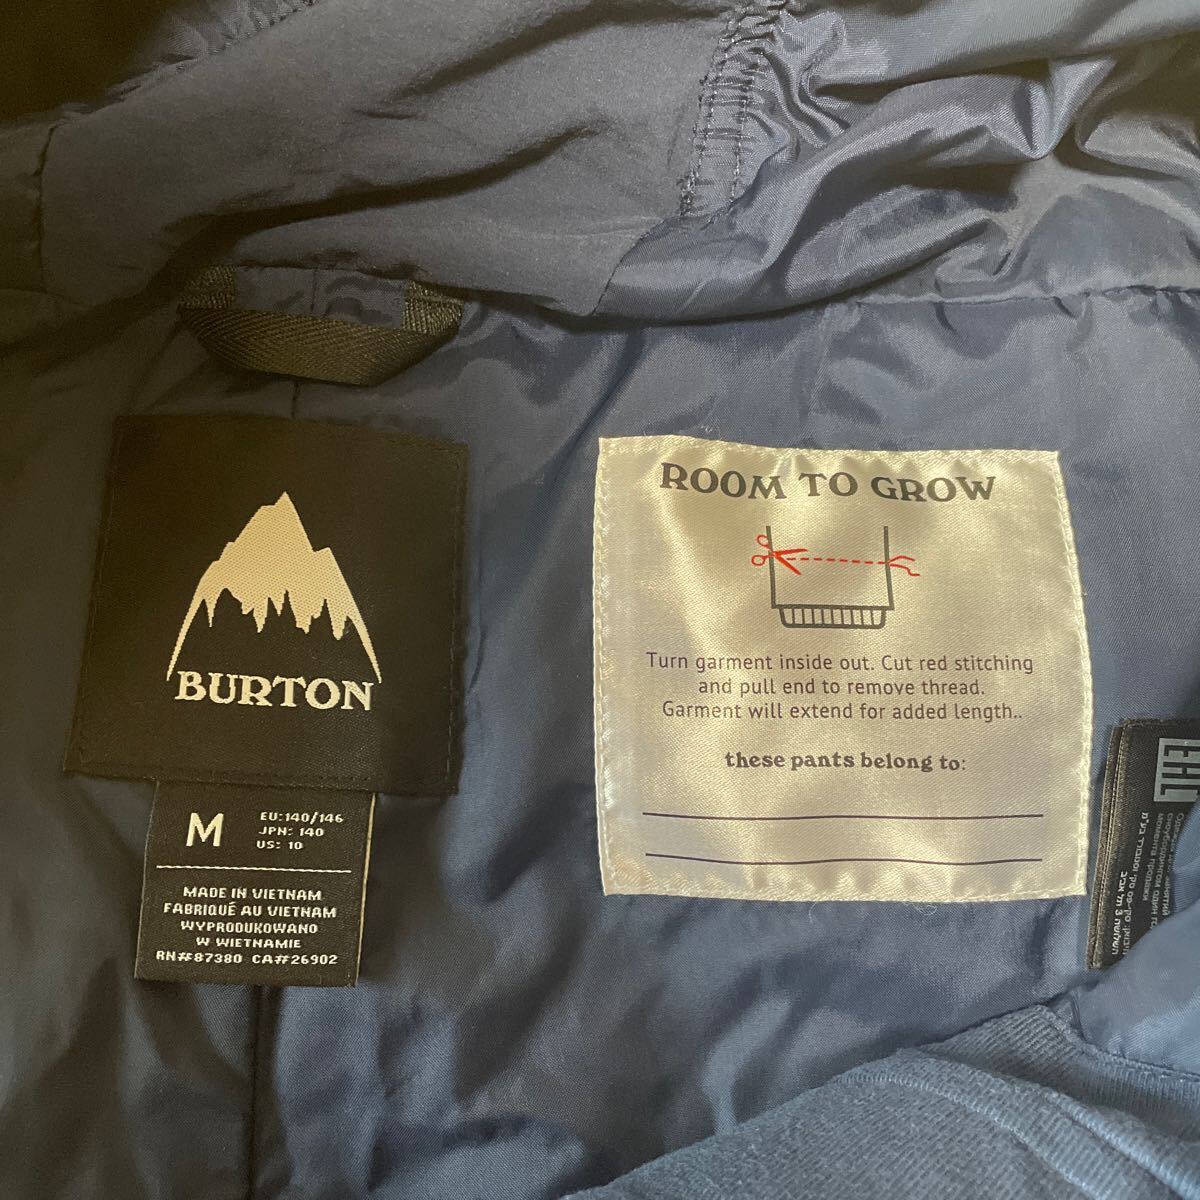 BURTON
M
EU:140/146
JPN: 140
US: 10
MADE IN VIETNAM
FABRIQUÉ AU VIETNAM
WYPRODUKOWANO
W WIETNAMIE
RN#87380 CA#26902
ROOM TO GROW
Turn garment inside out. Cut red stitching
and pull end to remove thread.
Garment will extend for added length..
these pants belong to:
EAC